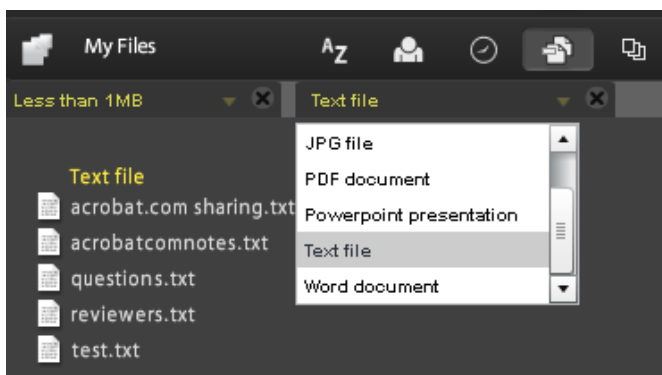 My Files
AZ
Less than 1MB
Text file
JPG file
PDF document
Powerpoint presentation
Text file
Word document
Text file
acrobat.com sharing.txt
acrobatcomnotes.txt
questions.txt
reviewers.txt
test.txt